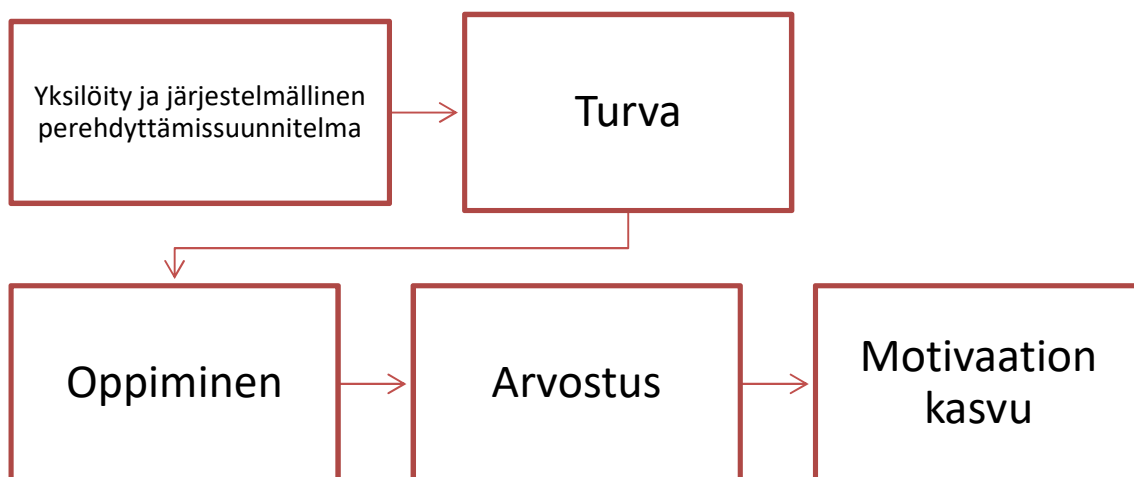 Yksilöity ja järjestelmällinen
perehdyttämissuunnitelma
Turva
Oppiminen
Arvostus
Motivaation
kasvu